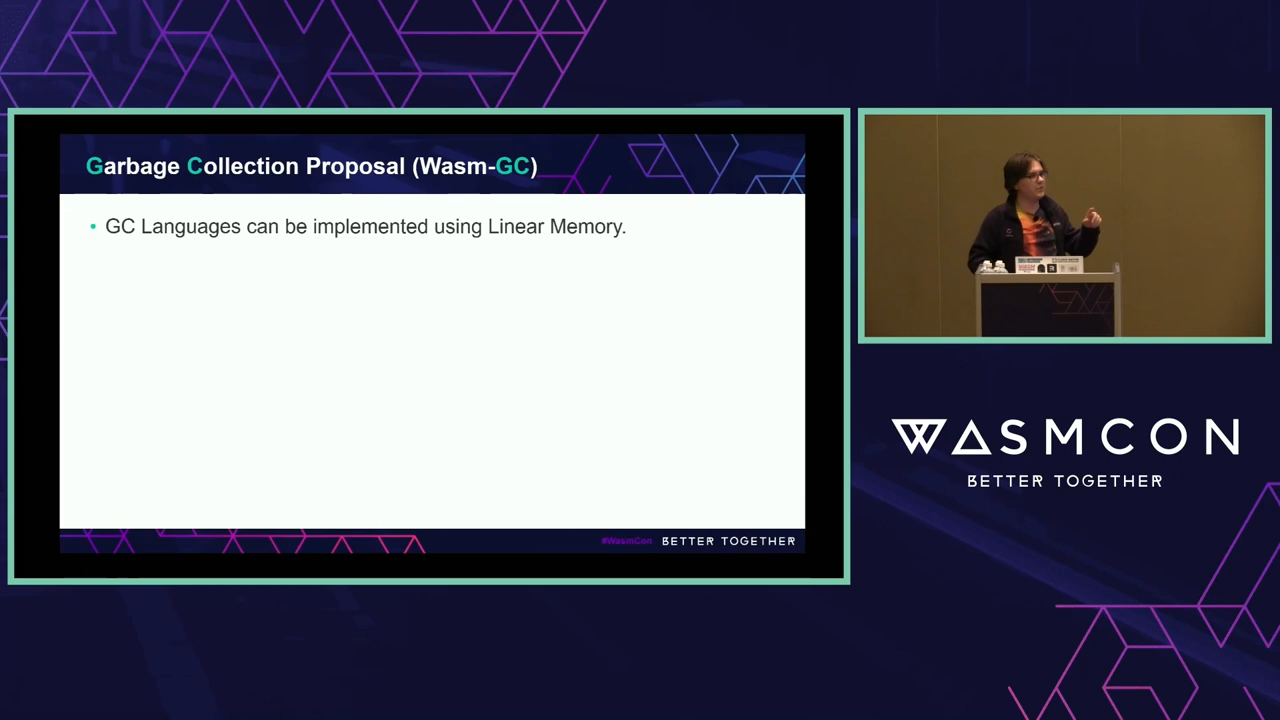 Garbage Collection Proposal (Wasm-GC)
• GC Languages can be implemented using Linear Memory.
#WasmCon BETTER TOGETHER
WASMCON
BETTER TOGETHER